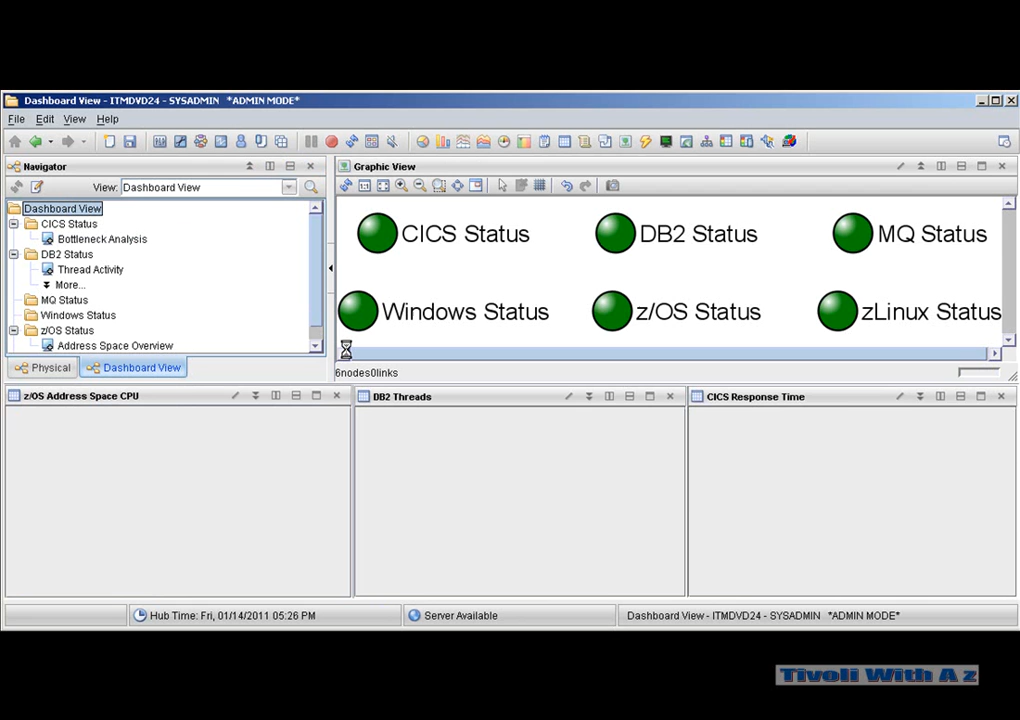 Dashboard View - ITMDVD24 - SYSADMIN *ADMIN MODE*
File Edit View Help
Navigator
View: Dashboard View
Dashboard View
CICS Status
Bottleneck Analysis
DB2 Status
Thread Activity
More...
MQ Status
Windows Status
z/OS Status
Address Space Overview
Physical
Dashboard View
Graphic View
CICS Status
DB2 Status
MQ Status
Windows Status
z/OS Status
zLinux Status
6nodes0links
z/OS Address Space CPU
DB2 Threads
CICS Response Time
Hub Time: Fri, 01/14/2011 05:26 PM
Server Available
Dashboard View - ITMDVD24 - SYSADMIN *ADMIN MODE*
Tivoli With A z